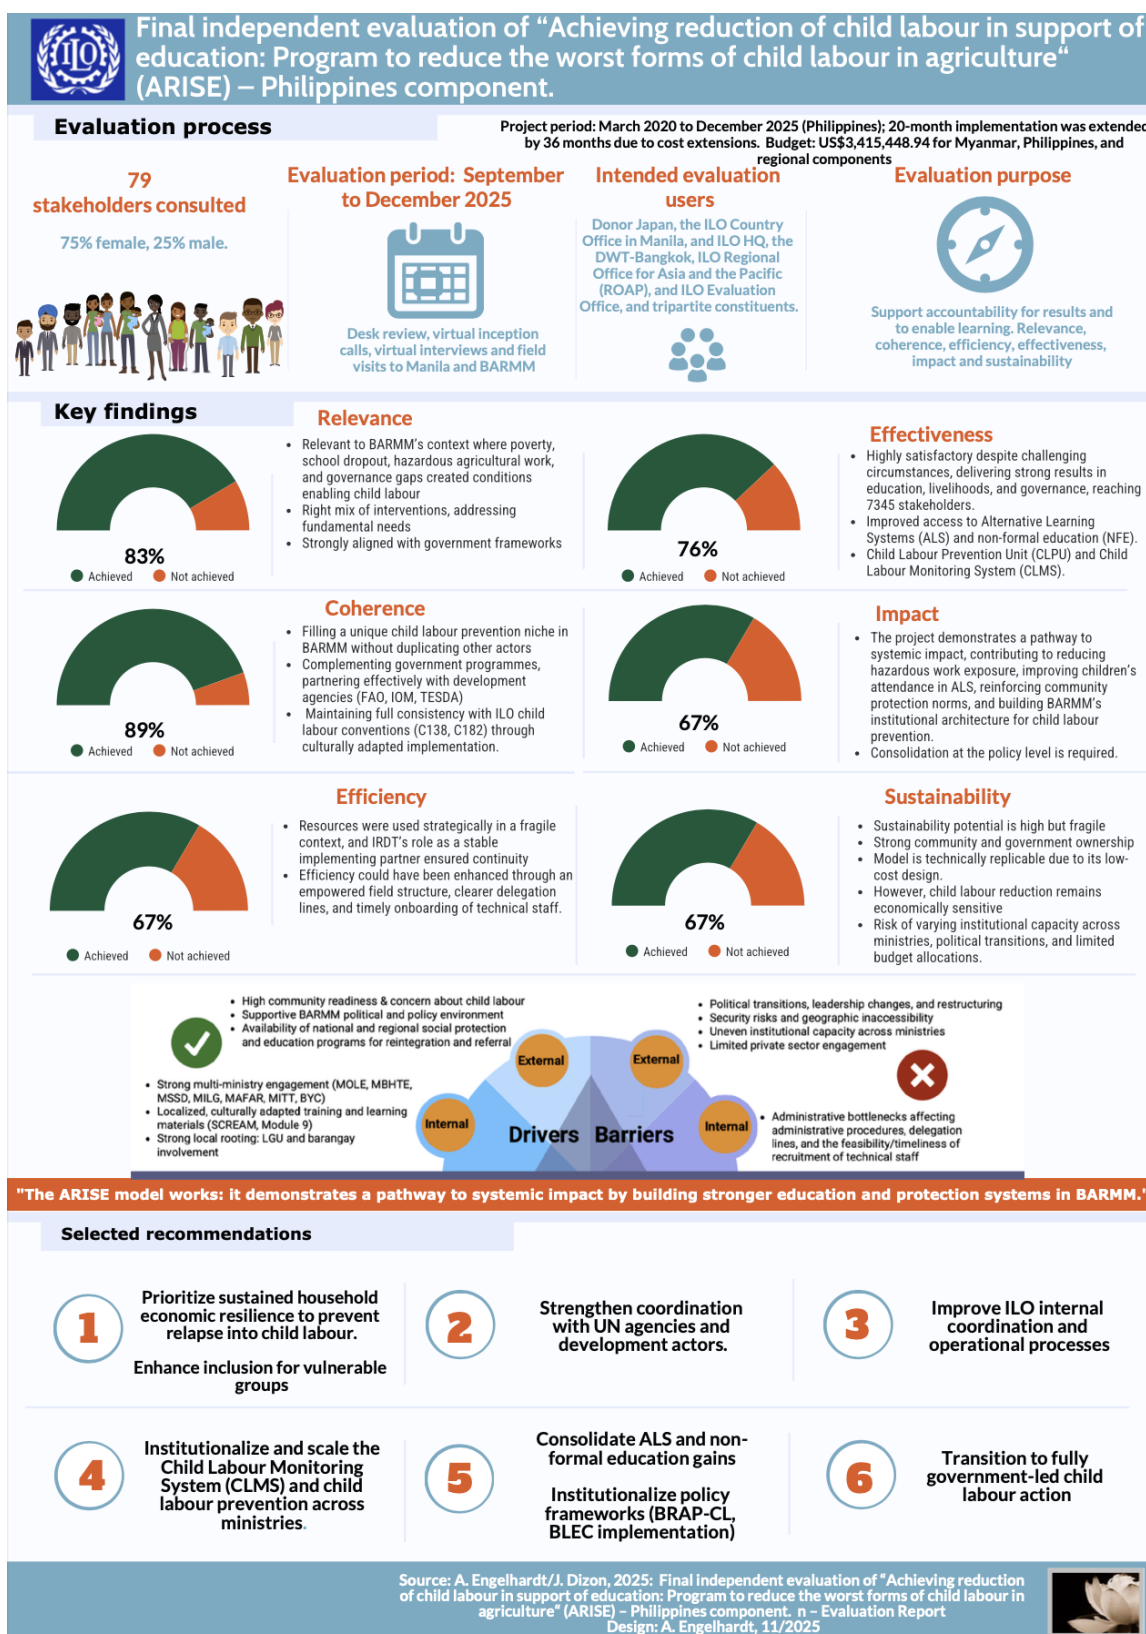 Final independent evaluation of “Achieving reduction of child labour in support of
education: Program to reduce the worst forms of child labour in agriculture“
(ARISE) – Philippines component.
Evaluation process
Project period: March 2020 to December 2025 (Philippines); 20-month implementation was extended
by 36 months due to cost extensions. Budget: US$3,415,448.94 for Myanmar, Philippines, and
regional components
79
stakeholders consulted
75% female, 25% male.
Evaluation period: September
to December 2025
Desk review, virtual inception
calls, virtual interviews and field
visits to Manila and BARMM
Intended evaluation
users
Donor Japan, the ILO Country
Office in Manila, and ILO HQ, the
DWT-Bangkok, ILO Regional
Office for Asia and the Pacific
(ROAP), and ILO Evaluation
Office, and tripartite constituents.
Evaluation purpose
Support accountability for results and
to enable learning. Relevance,
coherence, efficiency, effectiveness,
impact and sustainability
Key findings
83%
Achieved Not achieved
Relevance
• Relevant to BARMM’s context where poverty,
school dropout, hazardous agricultural work,
and governance gaps created conditions
enabling child labour
• Right mix of interventions, addressing
fundamental needs
• Strongly aligned with government frameworks
76%
Achieved Not achieved
Effectiveness
• Highly satisfactory despite challenging
circumstances, delivering strong results in
education, livelihoods, and governance, reaching
7345 stakeholders.
• Improved access to Alternative Learning
Systems (ALS) and non-formal education (NFE).
• Child Labour Prevention Unit (CLPU) and Child
Labour Monitoring System (CLMS).
89%
Achieved Not achieved
Coherence
• Filling a unique child labour prevention niche in
BARMM without duplicating other actors
• Complementing government programmes,
partnering effectively with development
agencies (FAO, IOM, TESDA)
• Maintaining full consistency with ILO child
labour conventions (C138, C182) through
culturally adapted implementation.
67%
Achieved Not achieved
Impact
• The project demonstrates a pathway to
systemic impact, contributing to reducing
hazardous work exposure, improving children’s
attendance in ALS, reinforcing community
protection norms, and building BARMM’s
institutional architecture for child labour
prevention.
• Consolidation at the policy level is required.
67%
Achieved Not achieved
Efficiency
• Resources were used strategically in a fragile
context, and IRDT’s role as a stable
implementing partner ensured continuity
• Efficiency could have been enhanced through an
empowered field structure, clearer delegation
lines, and timely onboarding of technical staff.
67%
Achieved Not achieved
Sustainability
• Sustainability potential is high but fragile
• Strong community and government ownership
• Model is technically replicable due to its low-
cost design.
• However, child labour reduction remains
economically sensitive
• Risk of varying institutional capacity across
ministries, political transitions, and limited
budget allocations.
• High community readiness & concern about child labour
• Supportive BARMM political and policy environment
• Availability of national and regional social protection
and education programs for reintegration and referral
• Strong multi-ministry engagement (MOLE, MBHTE,
MSSD, MILG, MAFAR, MITT, BYC)
• Localized, culturally adapted training and learning
materials (SCREAM, Module 9)
• Strong local rooting: LGU and barangay
involvement
Internal
External
Drivers
Barriers
External
Internal
• Political transitions, leadership changes, and restructuring
• Security risks and geographic inaccessibility
• Uneven institutional capacity across ministries
• Limited private sector engagement
• Administrative bottlenecks affecting
administrative procedures, delegation
lines, and the feasibility/timeliness of
recruitment of technical staff
"The ARISE model works: it demonstrates a pathway to systemic impact by building stronger education and protection systems in BARMM."
Selected recommendations
1
Prioritize sustained household
economic resilience to prevent
relapse into child labour.
Enhance inclusion for vulnerable
groups
2
Strengthen coordination
with UN agencies and
development actors.
3
Improve ILO internal
coordination and
operational processes
4
Institutionalize and scale the
Child Labour Monitoring
System (CLMS) and child
labour prevention across
ministries.
5
Consolidate ALS and non-
formal education gains
Institutionalize policy
frameworks (BRAP-CL,
BLEC implementation)
6
Transition to fully
government-led child
labour action
Source: A. Engelhardt/J. Dizon, 2025: Final independent evaluation of “Achieving reduction
of child labour in support of education: Program to reduce the worst forms of child labour in
agriculture“ (ARISE) – Philippines component. n – Evaluation Report
Design: A. Engelhardt, 11/2025